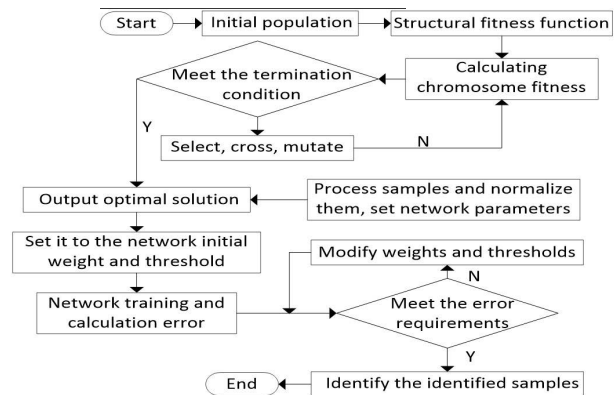 Start
Initial population
Structural fitness function
Meet the termination
condition
Calculating
chromosome fitness
Y
Select, cross, mutate
N
Output optimal solution
Process samples and normalize
them, set network parameters
Set it to the network initial
weight and threshold
Modify weights and thresholds
N
Network training and
calculation error
Meet the error
requirements
Y
End
Identify the identified samples